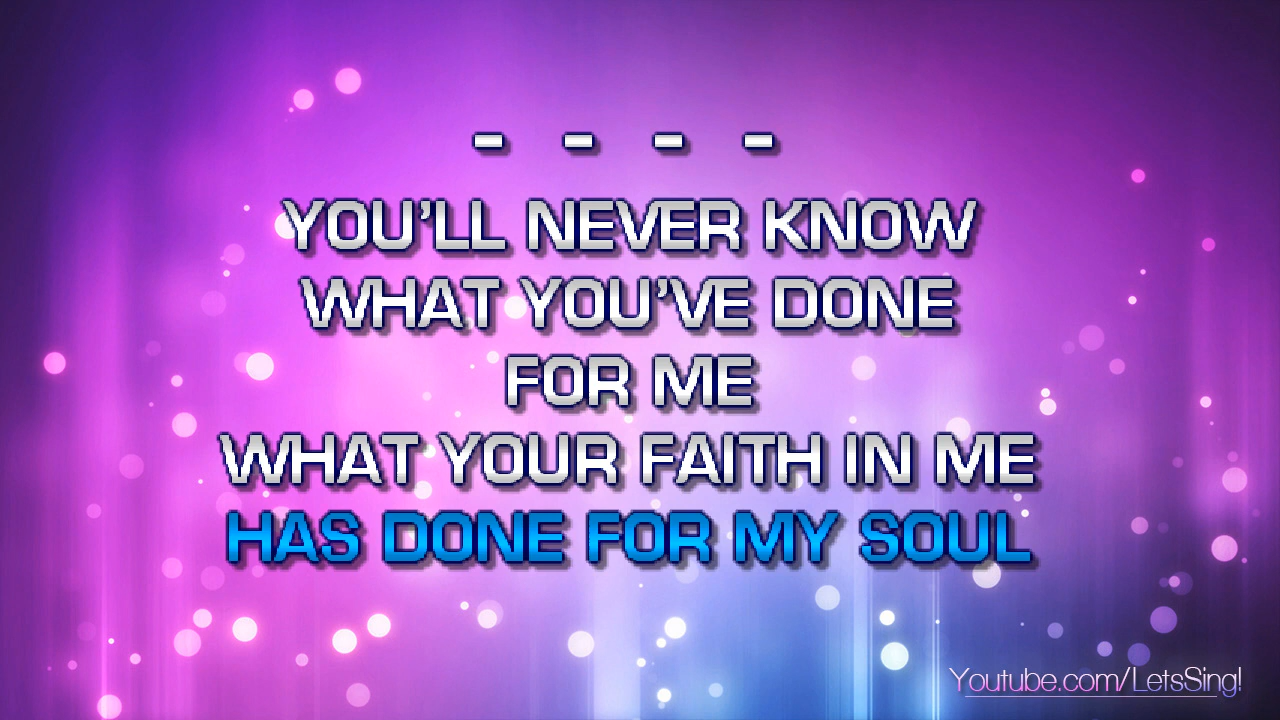 - - - -
YOU'LL NEVER KNOW
WHAT YOU'VE DONE
FOR ME
WHAT YOUR FAITH IN ME
HAS DONE FOR MY SOUL
Youtube.com/LetsSing!